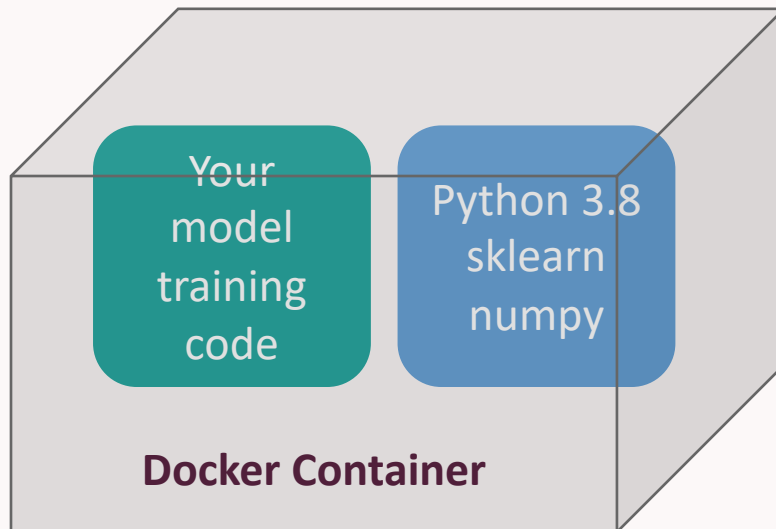 Your
model
training
code
Python 3.8
sklearn
numpy
Docker Container